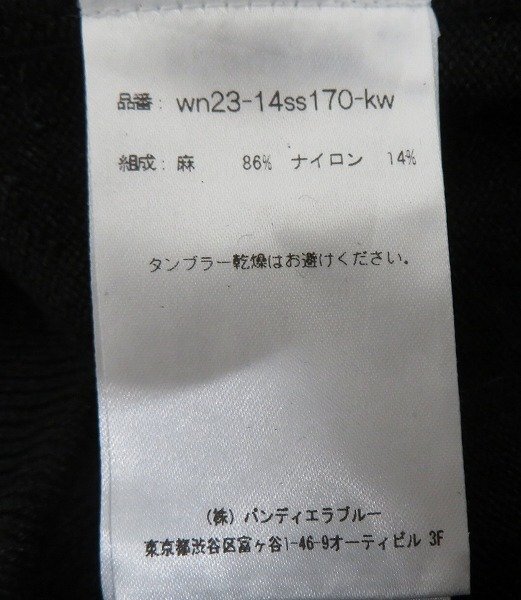 品番: wn23-14ss170-kw
組成: 麻 86% ナイロン 14%
タンブラー乾燥はお避けください。
(株) バンディエラブルー
東京都渋谷区富ヶ谷1-46-9オーティビル 3F